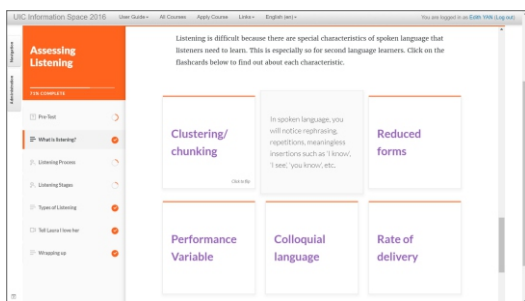 UIC Information Space 2016 User Guide All Courses Apply Course Links English (en) You are logged in as Edith YAN (Log out)
Navigation
Administration
Assessing
Listening
71% COMPLETE
Pre-Test
What is listening?
Listening Process
Listening Stages
Types of Listening
Tell Laura I love her
Wrapping up
Listening is difficult because there are special characteristics of spoken language that
listeners need to learn. This is especially so for second language learners. Click on the
flashcards below to find out about each characteristic.
Clustering/
chunking
Click to flip
In spoken language, you
will notice rephrasing,
repetitions, meaningless
insertions such as 'I know',
'I see', 'you know', etc.
Reduced
forms
Performance
Variable
Colloquial
language
Rate of
delivery